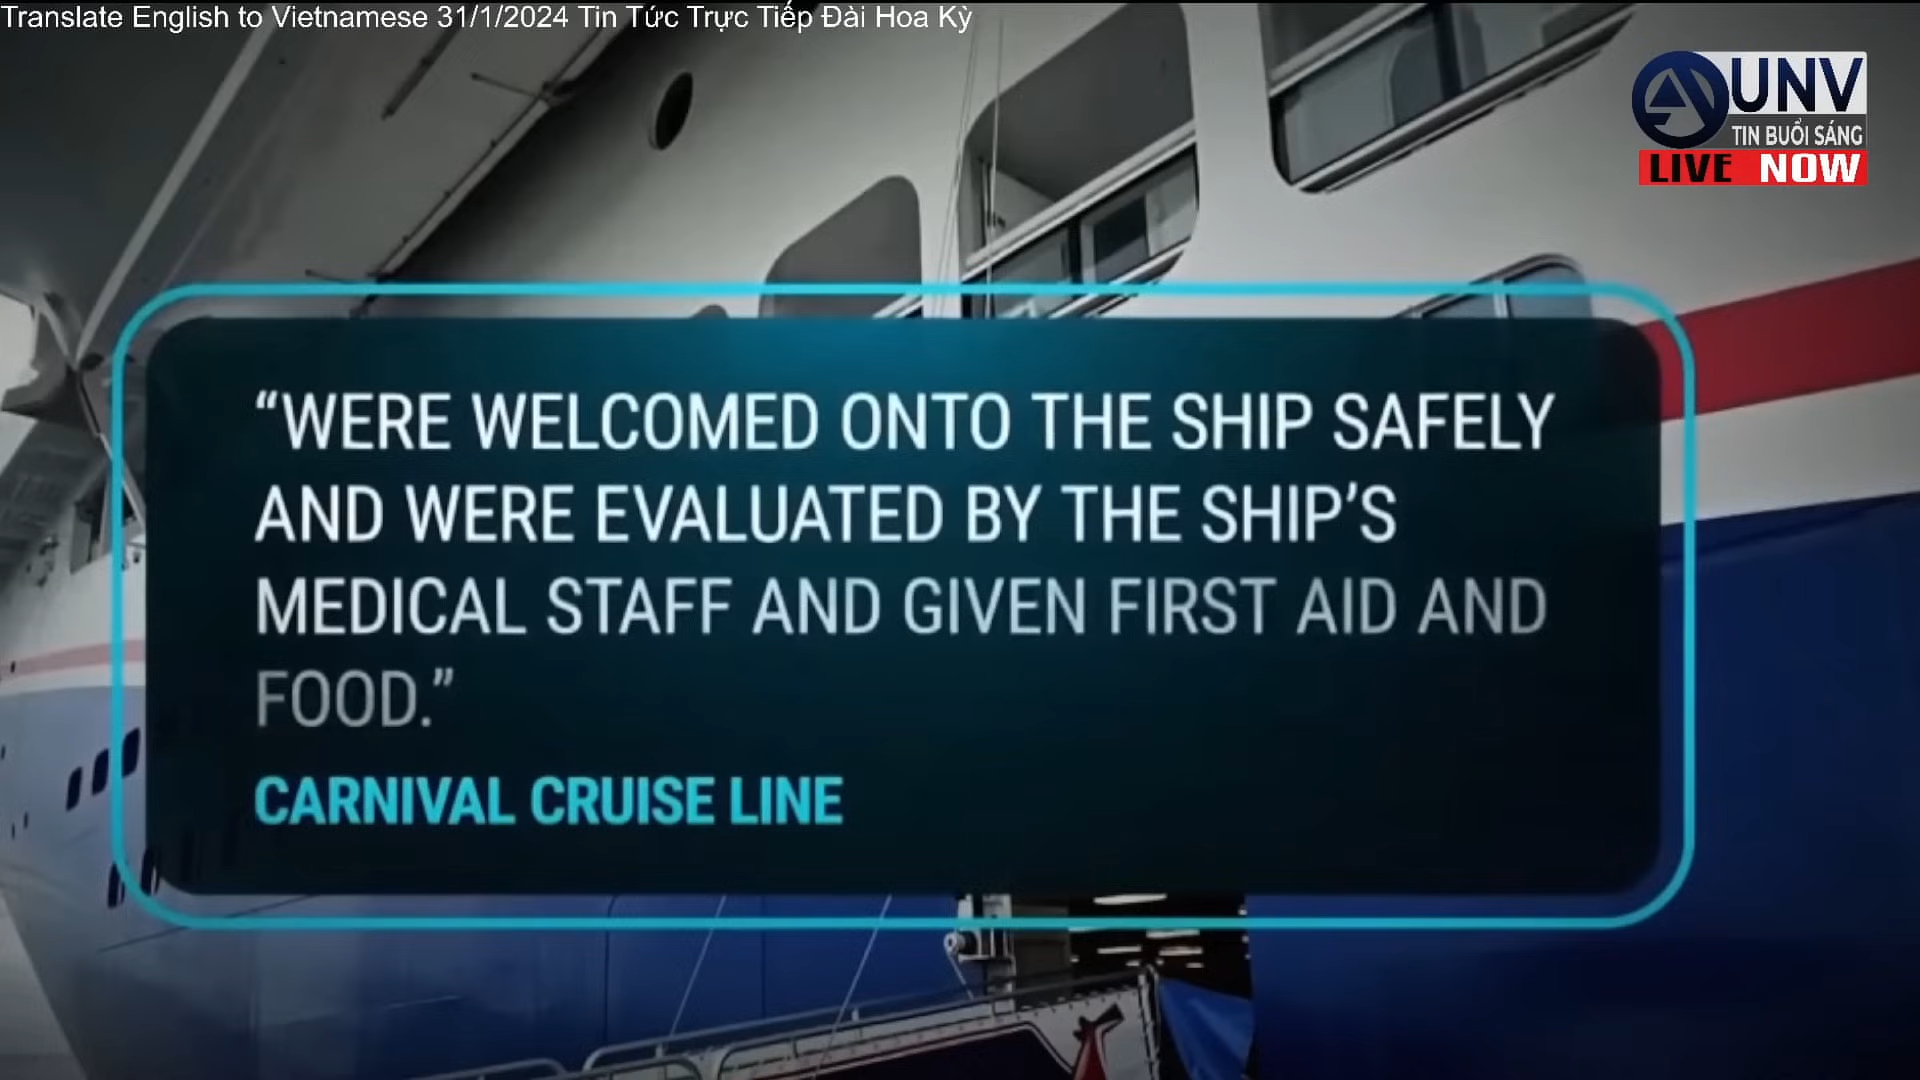 Translate English to Vietnamese 31/1/2024 Tin Tức Trực Tiếp Đài Hoa Kỳ
UNV
TIN BUỔI SÁNG
LIVE NOW
“WERE WELCOMED ONTO THE SHIP SAFELY
AND WERE EVALUATED BY THE SHIP’S
MEDICAL STAFF AND GIVEN FIRST AID AND
FOOD.”
CARNIVAL CRUISE LINE